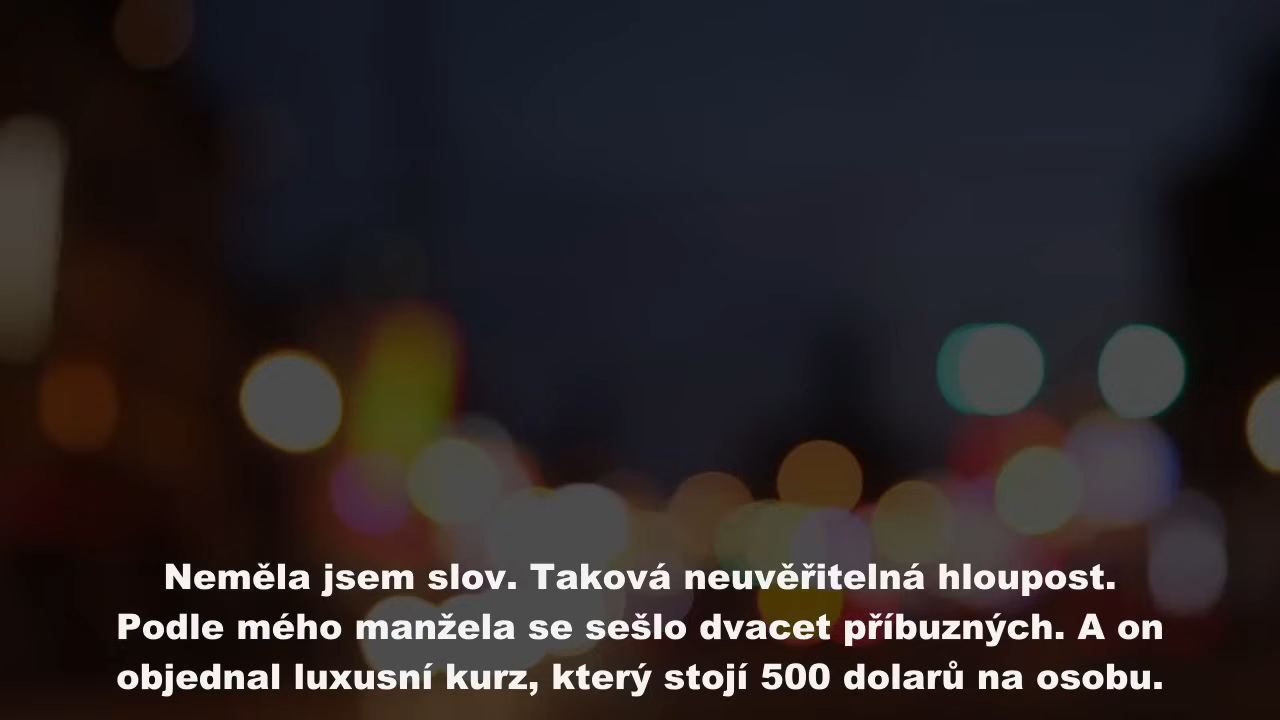 Neměla jsem slov. Taková neuvěřitelná hloupost.
Podle mého manžela se sešlo dvacet příbuzných. A on
objednal luxusní kurz, který stojí 500 dolarů na osobu.